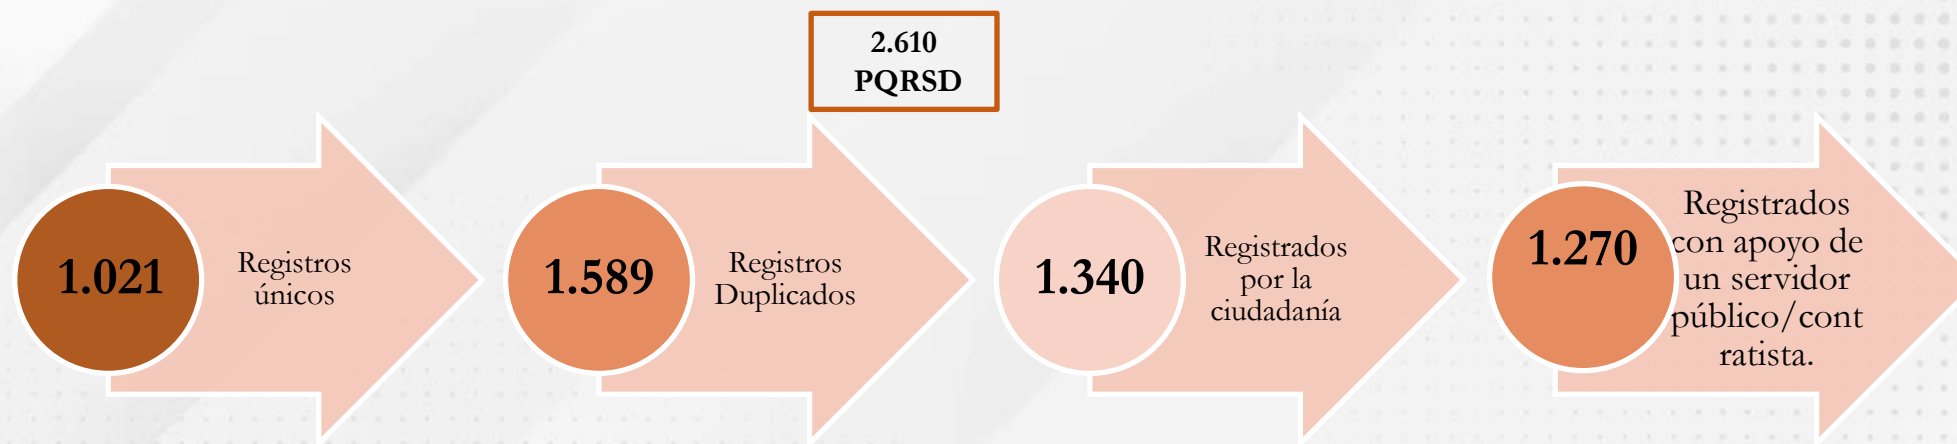 2.610
PQRSD
1.021
Registros
únicos
1.589
Registros
Duplicados
1.340
Registrados
por la
ciudadanía
1.270
Registrados
con apoyo de
un servidor
público/cont
ratista.